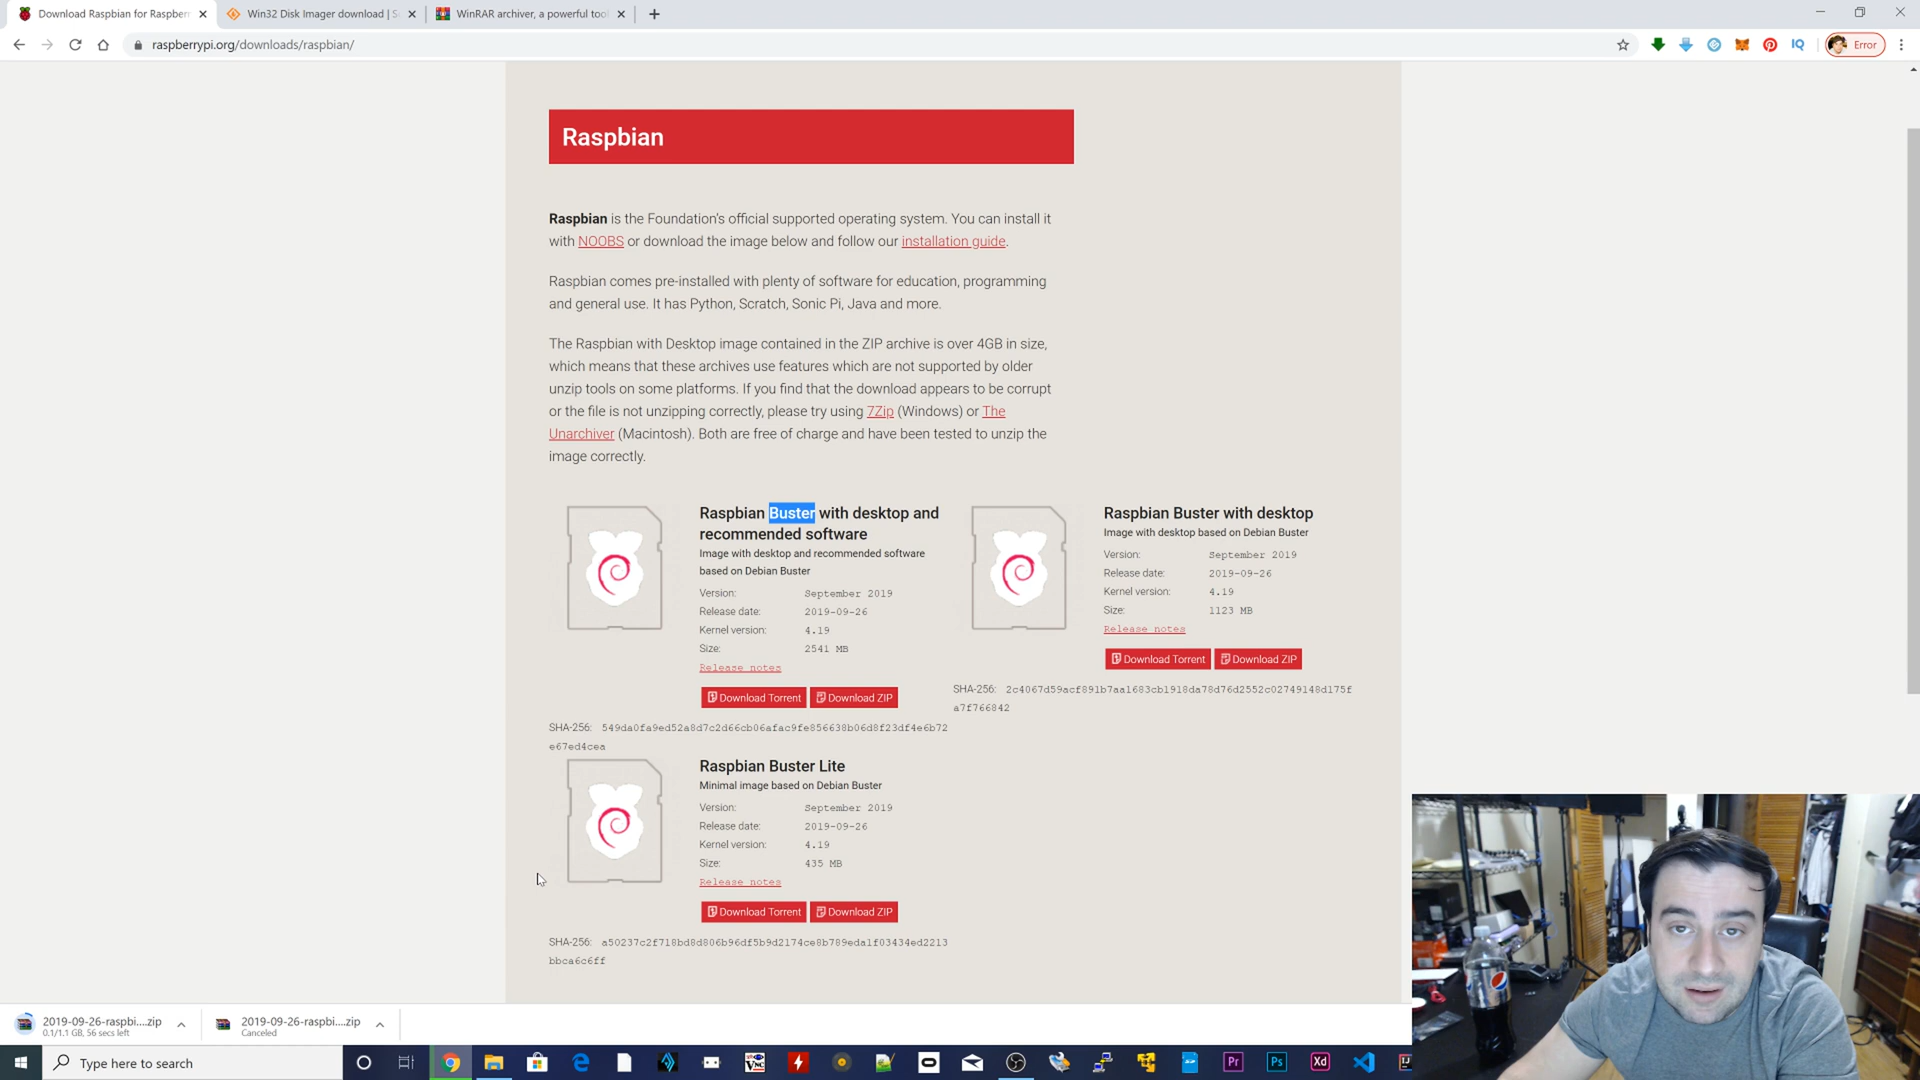 Download Raspbian for Raspberr
Win32 Disk Imager download | S
WinRAR archiver, a powerful tool
raspberrypi.org/downloads/raspbian/
IQ
Error
Raspbian
Raspbian is the Foundation's official supported operating system. You can install it
with NOOBS or download the image below and follow our installation guide.
Raspbian comes pre-installed with plenty of software for education, programming
and general use. It has Python, Scratch, Sonic Pi, Java and more.
The Raspbian with Desktop image contained in the ZIP archive is over 4GB in size,
which means that these archives use features which are not supported by older
unzip tools on some platforms. If you find that the download appears to be corrupt
or the file is not unzipping correctly, please try using 7Zip (Windows) or The
Unarchiver (Macintosh). Both are free of charge and have been tested to unzip the
image correctly.
Raspbian Buster with desktop and
recommended software
Image with desktop and recommended software
based on Debian Buster
Version: September 2019
Release date: 2019-09-26
Kernel version: 4.19
Size: 2541 MB
Release notes
Download Torrent Download ZIP
SHA-256: 549da0fa9ed52a8d7c2d66cb06afac9fe856638b06d8f23df4e6b72
e67ed4cea
Raspbian Buster with desktop
Image with desktop based on Debian Buster
Version: September 2019
Release date: 2019-09-26
Kernel version: 4.19
Size: 1123 MB
Release notes
Download Torrent Download ZIP
SHA-256: 2c4067d59acf891b7aa1683cb1918da78d76d2552c02749148d175f
a7f766842
Raspbian Buster Lite
Minimal image based on Debian Buster
Version: September 2019
Release date: 2019-09-26
Kernel version: 4.19
Size: 435 MB
Release notes
Download Torrent Download ZIP
SHA-256: a50237c2f718bd8d806b96df5b9d2174ce8b789eda1f03434ed2213
bbca6c6ff
2019-09-26-raspbi....zip
0.1/1.1 GB, 56 secs left
2019-09-26-raspbi....zip
Canceled
Type here to search
Pr
Ps
Xd